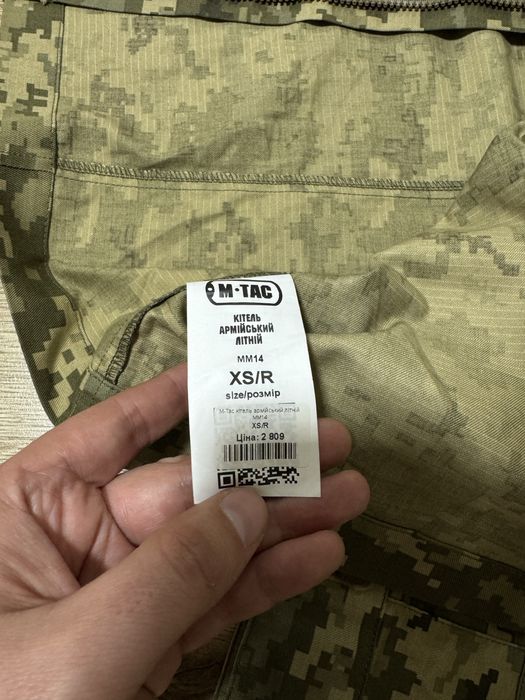 M-TAC
КІТЕЛЬ
АРМІЙСЬКИЙ
ЛІТНІЙ
MM14
XS/R
size/розмір
M-Tac кітель армійський літній
MM14
XS/R
Ціна: 2 809